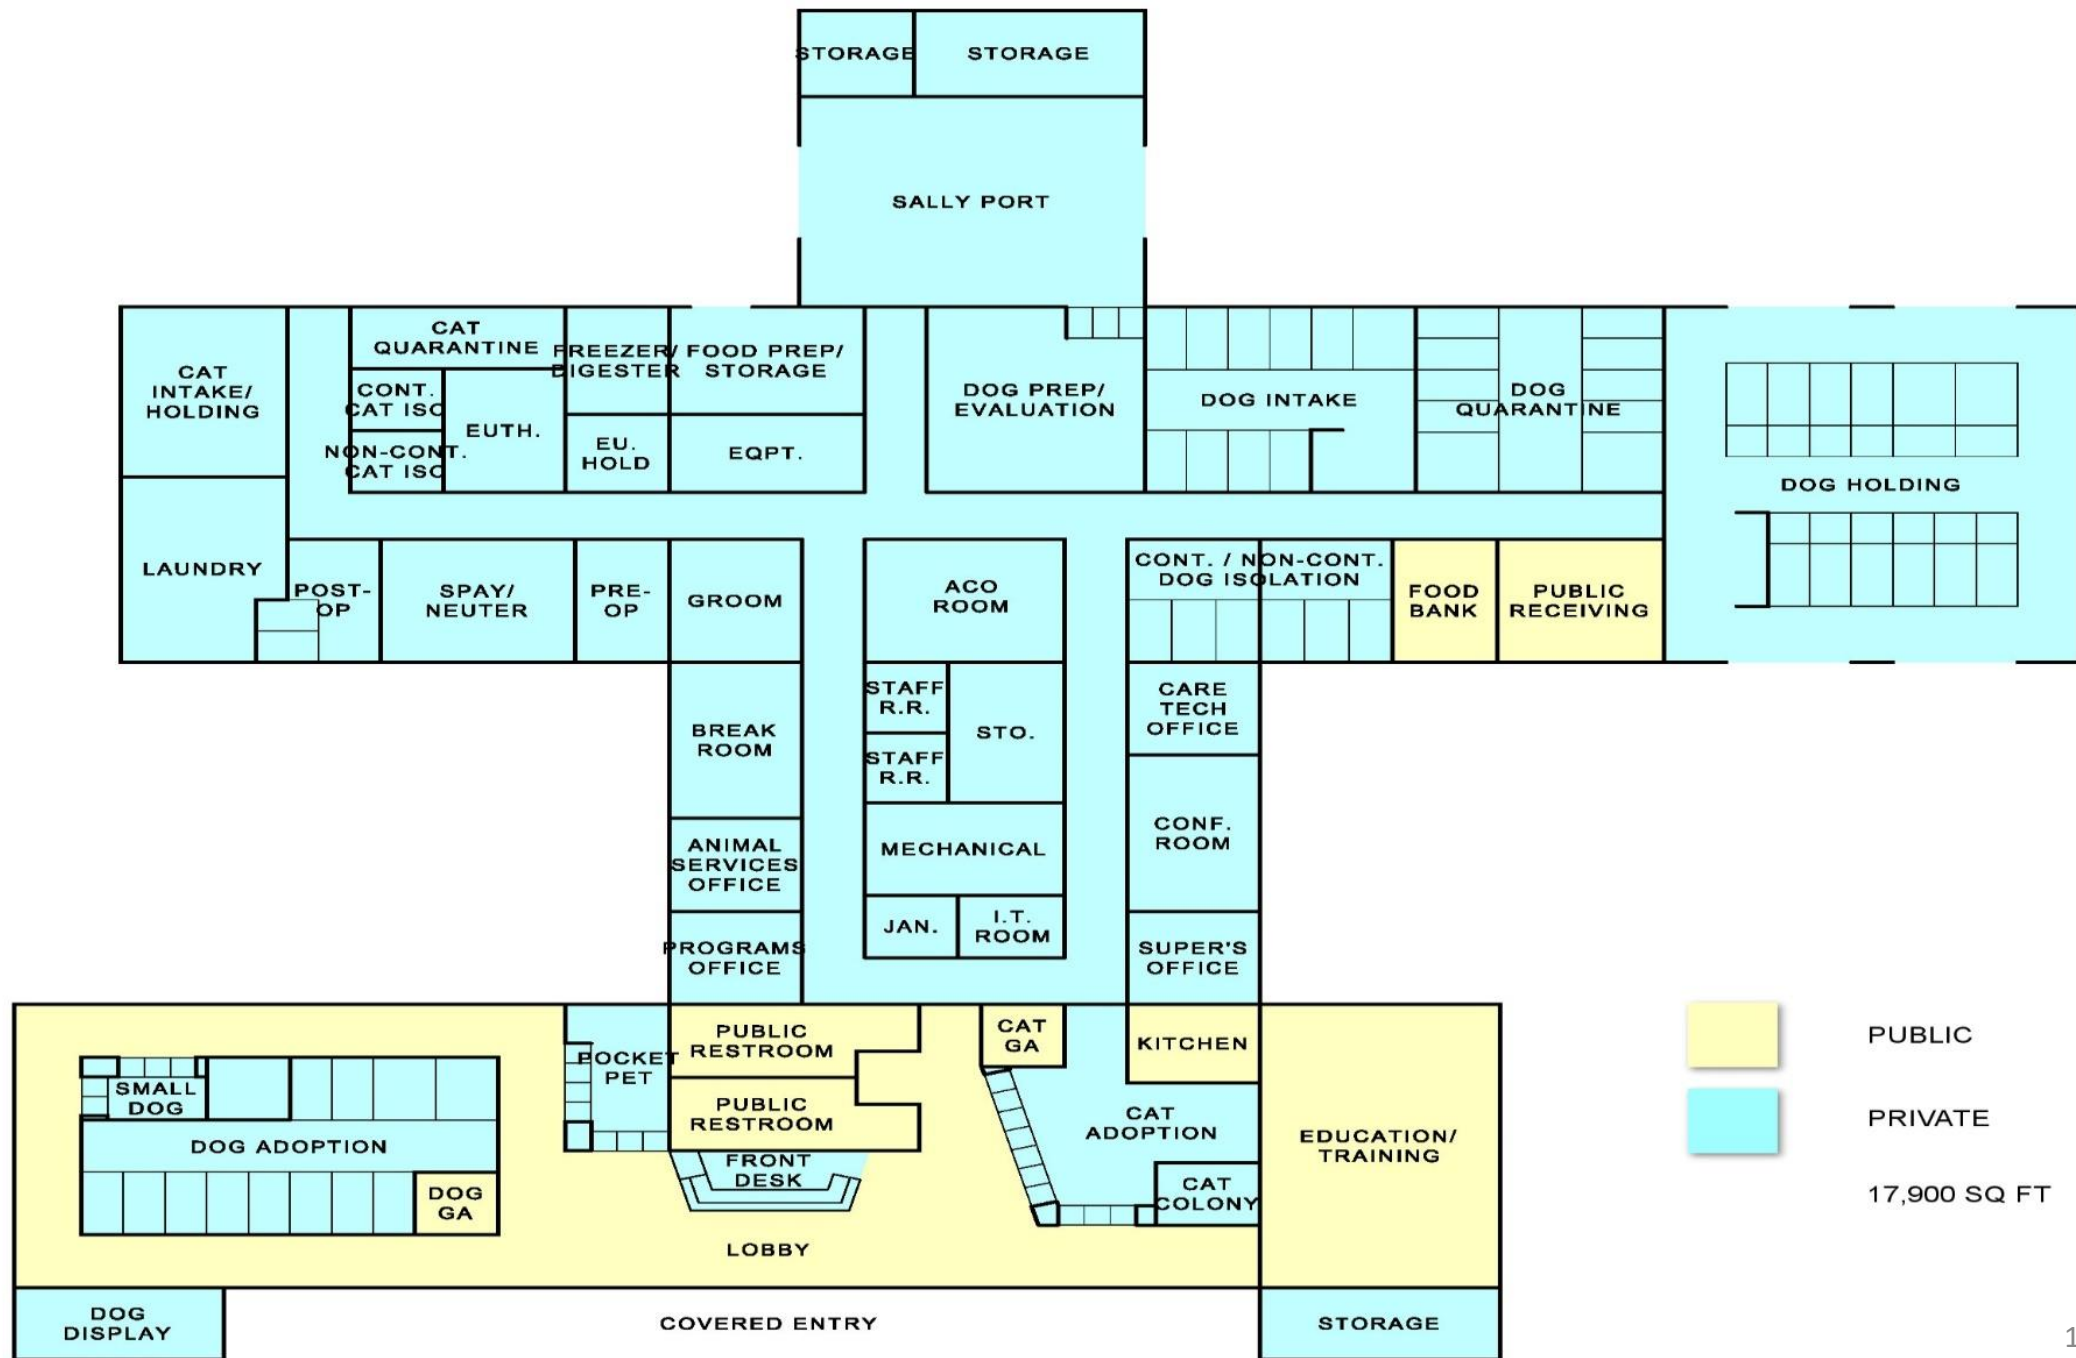 STORAGE
STORAGE
SALLY PORT
CAT
INTAKE/
HOLDING
CAT
QUARANTINE
CONT.
CAT ISO
NON-CONT.
CAT ISO
EUTH.
FREEZER/
DIGESTER
EU.
HOLD
FOOD PREP/
STORAGE
EQPT.
DOG PREP/
EVALUATION
DOG INTAKE
DOG
QUARANTINE
DOG HOLDING
LAUNDRY
POST-
OP
SPAY/
NEUTER
PRE-
OP
GROOM
ACO
ROOM
CONT. / NON-CONT.
DOG ISOLATION
FOOD
BANK
PUBLIC
RECEIVING
BREAK
ROOM
STAFF
R.R.
STAFF
R.R.
STO.
CARE
TECH
OFFICE
ANIMAL
SERVICES
OFFICE
MECHANICAL
CONF.
ROOM
PROGRAMS
OFFICE
JAN.
I.T.
ROOM
SUPER'S
OFFICE
SMALL
DOG
DOG ADOPTION
DOG
GA
POCKET
PET
PUBLIC
RESTROOM
PUBLIC
RESTROOM
FRONT
DESK
LOBBY
CAT
GA
KITCHEN
CAT
ADOPTION
CAT
COLONY
EDUCATION/
TRAINING
DOG
DISPLAY
COVERED ENTRY
STORAGE
PUBLIC
PRIVATE
17,900 SQ FT
1